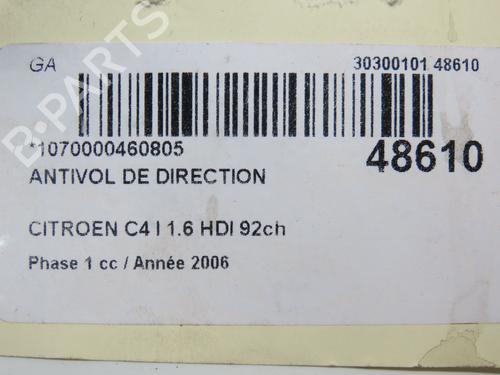 GA
30300101 48610
*1070000460805
48610
ANTIVOL DE DIRECTION
CITROEN C4 I 1.6 HDI 92ch
Phase 1 cc / Année 2006
B-PARTS